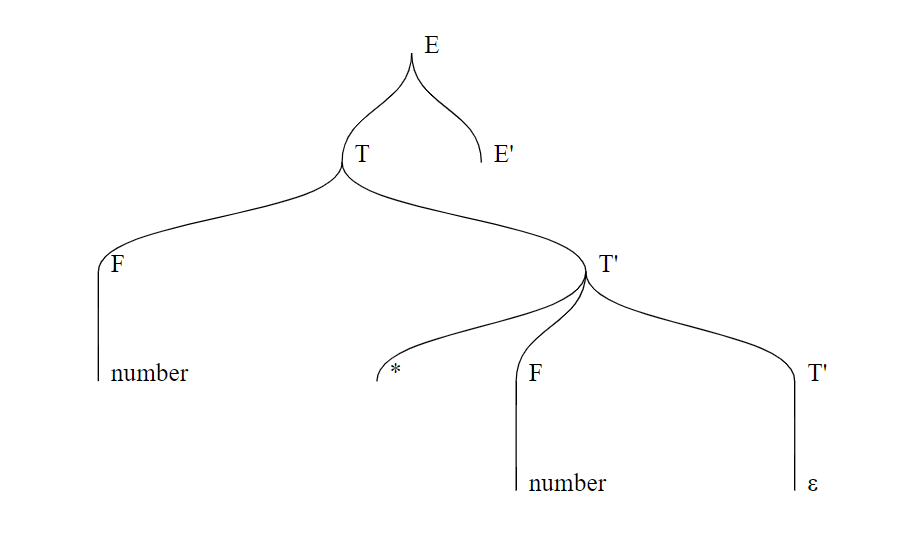 E
T E'
F T'
number * F T'
number ε